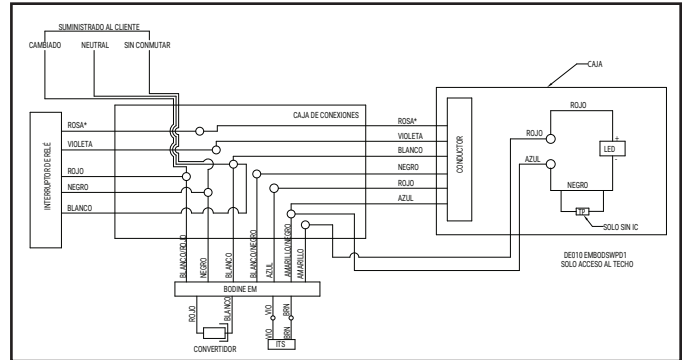 SUMINISTRADO AL CLIENTE
CAMBIADO NEUTRAL SIN CONMUTAR
CAJA
CAJA DE CONEXIONES
INTERRUPTOR DE RELÉ
ROSA*
VIOLETA
ROJO
NEGRO
BLANCO
ROSA*
VIOLETA
BLANCO
NEGRO
ROJO
AZUL
CONDUCTOR
ROJO
ROJO
AZUL
+
LED
-
NEGRO
TP
SOLO SIN IC
DE010 EMBODSWPD1
SOLO ACCESO AL TECHO
BLANCO/ROJO
NEGRO
BLANCO
BLANCO/NEGRO
AZUL
AMARILLO/NEGRO
AMARILLO
BODINE EM
ROJO
BLANCO
VIO
BRN
VIO
BRN
CONVERTIDOR
ITS